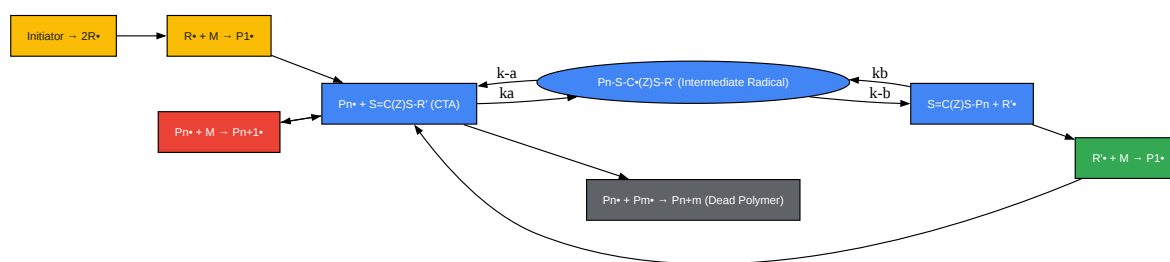 Initiator → 2R•
R• + M → P1•
k-a
ka
Pn-S-C•(Z)S-R' (Intermediate Radical)
kb
k-b
Pn• + S=C(Z)S-R' (CTA)
S=C(Z)S-Pn + R'•
Pn• + M → Pn+1•
R'• + M → P1•
Pn• + Pm• → Pn+m (Dead Polymer)